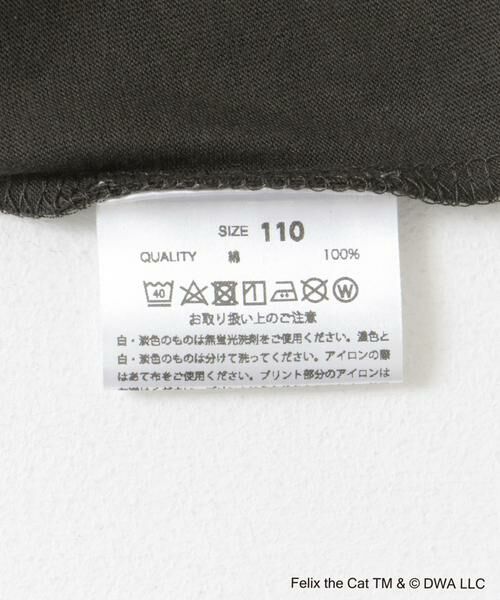 SIZE 110
QUALITY 綿 100%
40 W
お取り扱い上のご注意
白・淡色のものは無蛍光洗剤をご使用ください。濃色と
白・淡色のものは分けて洗ってください。アイロンの際
はあて布をご使用ください。プリント部分のアイロンは
Felix the Cat TM & © DWA LLC